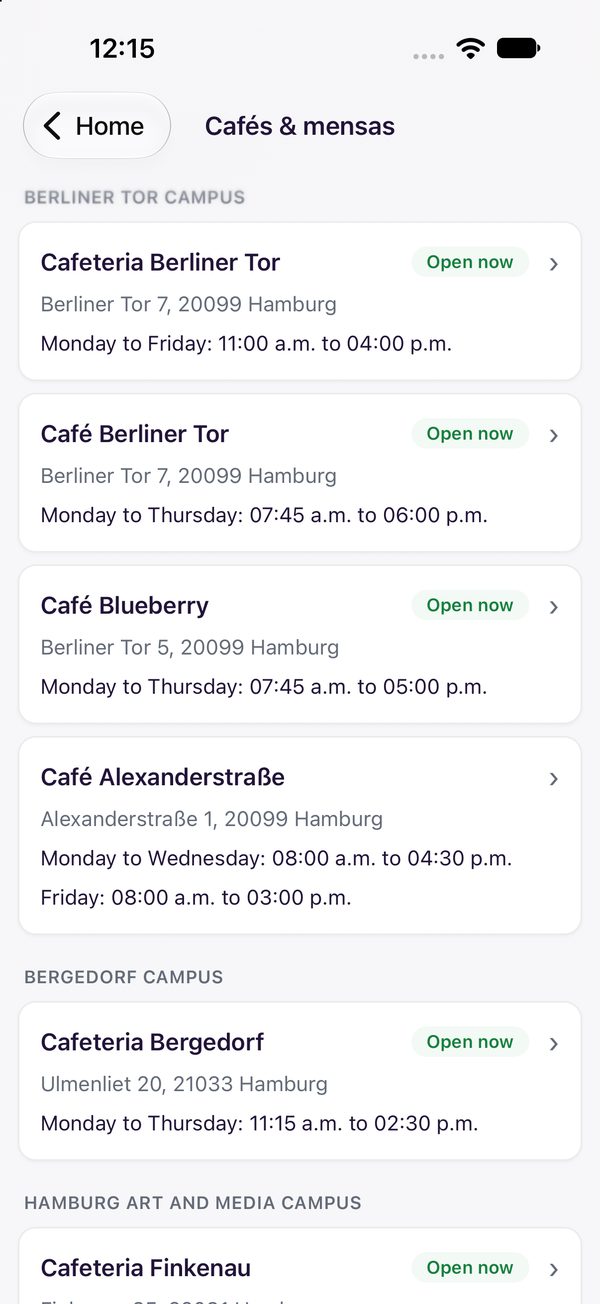 12:15
Home
Cafés & mensas
BERLINER TOR CAMPUS
Cafeteria Berliner Tor
Open now
Berliner Tor 7, 20099 Hamburg
Monday to Friday: 11:00 a.m. to 04:00 p.m.
Café Berliner Tor
Open now
Berliner Tor 7, 20099 Hamburg
Monday to Thursday: 07:45 a.m. to 06:00 p.m.
Café Blueberry
Open now
Berliner Tor 5, 20099 Hamburg
Monday to Thursday: 07:45 a.m. to 05:00 p.m.
Café Alexanderstraße
Alexanderstraße 1, 20099 Hamburg
Monday to Wednesday: 08:00 a.m. to 04:30 p.m.
Friday: 08:00 a.m. to 03:00 p.m.
BERGEDORF CAMPUS
Cafeteria Bergedorf
Open now
Ulmenliet 20, 21033 Hamburg
Monday to Thursday: 11:15 a.m. to 02:30 p.m.
HAMBURG ART AND MEDIA CAMPUS
Cafeteria Finkenau
Open now